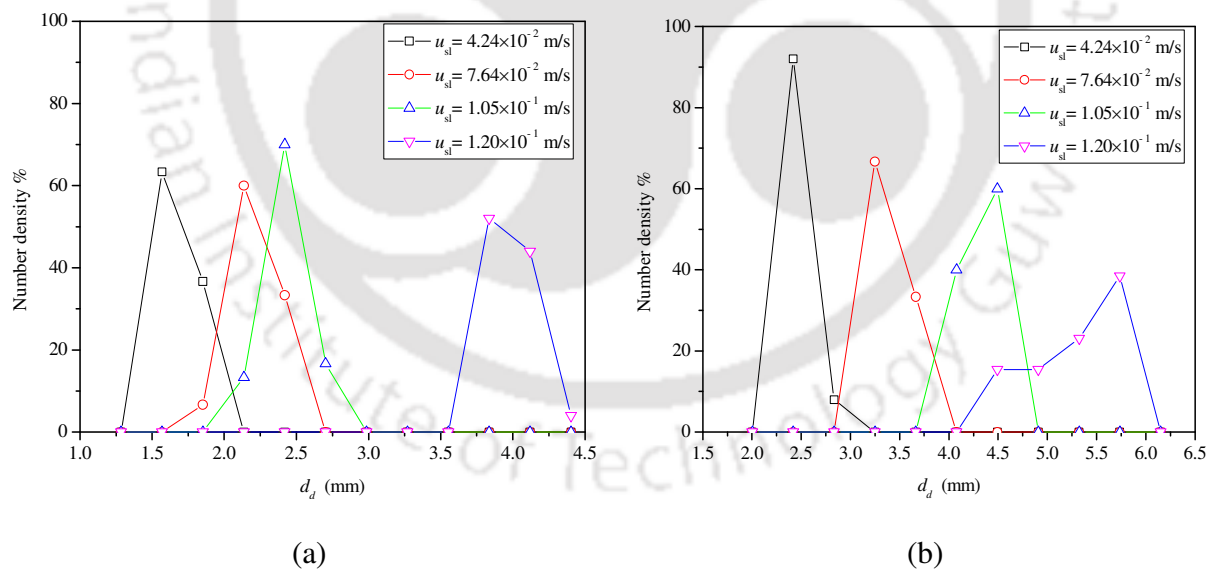 100
80
60
40
20
0
Number density %
u_sl= 4.24×10⁻² m/s
u_sl= 7.64×10⁻² m/s
u_sl= 1.05×10⁻¹ m/s
u_sl= 1.20×10⁻¹ m/s
1.0 1.5 2.0 2.5 3.0 3.5 4.0 4.5
d_d (mm)
(a)
100
80
60
40
20
0
Number density %
u_sl= 4.24×10⁻² m/s
u_sl= 7.64×10⁻² m/s
u_sl= 1.05×10⁻¹ m/s
u_sl= 1.20×10⁻¹ m/s
1.5 2.0 2.5 3.0 3.5 4.0 4.5 5.0 5.5 6.0 6.5
d_d (mm)
(b)
ndian Institute of Technology Guw